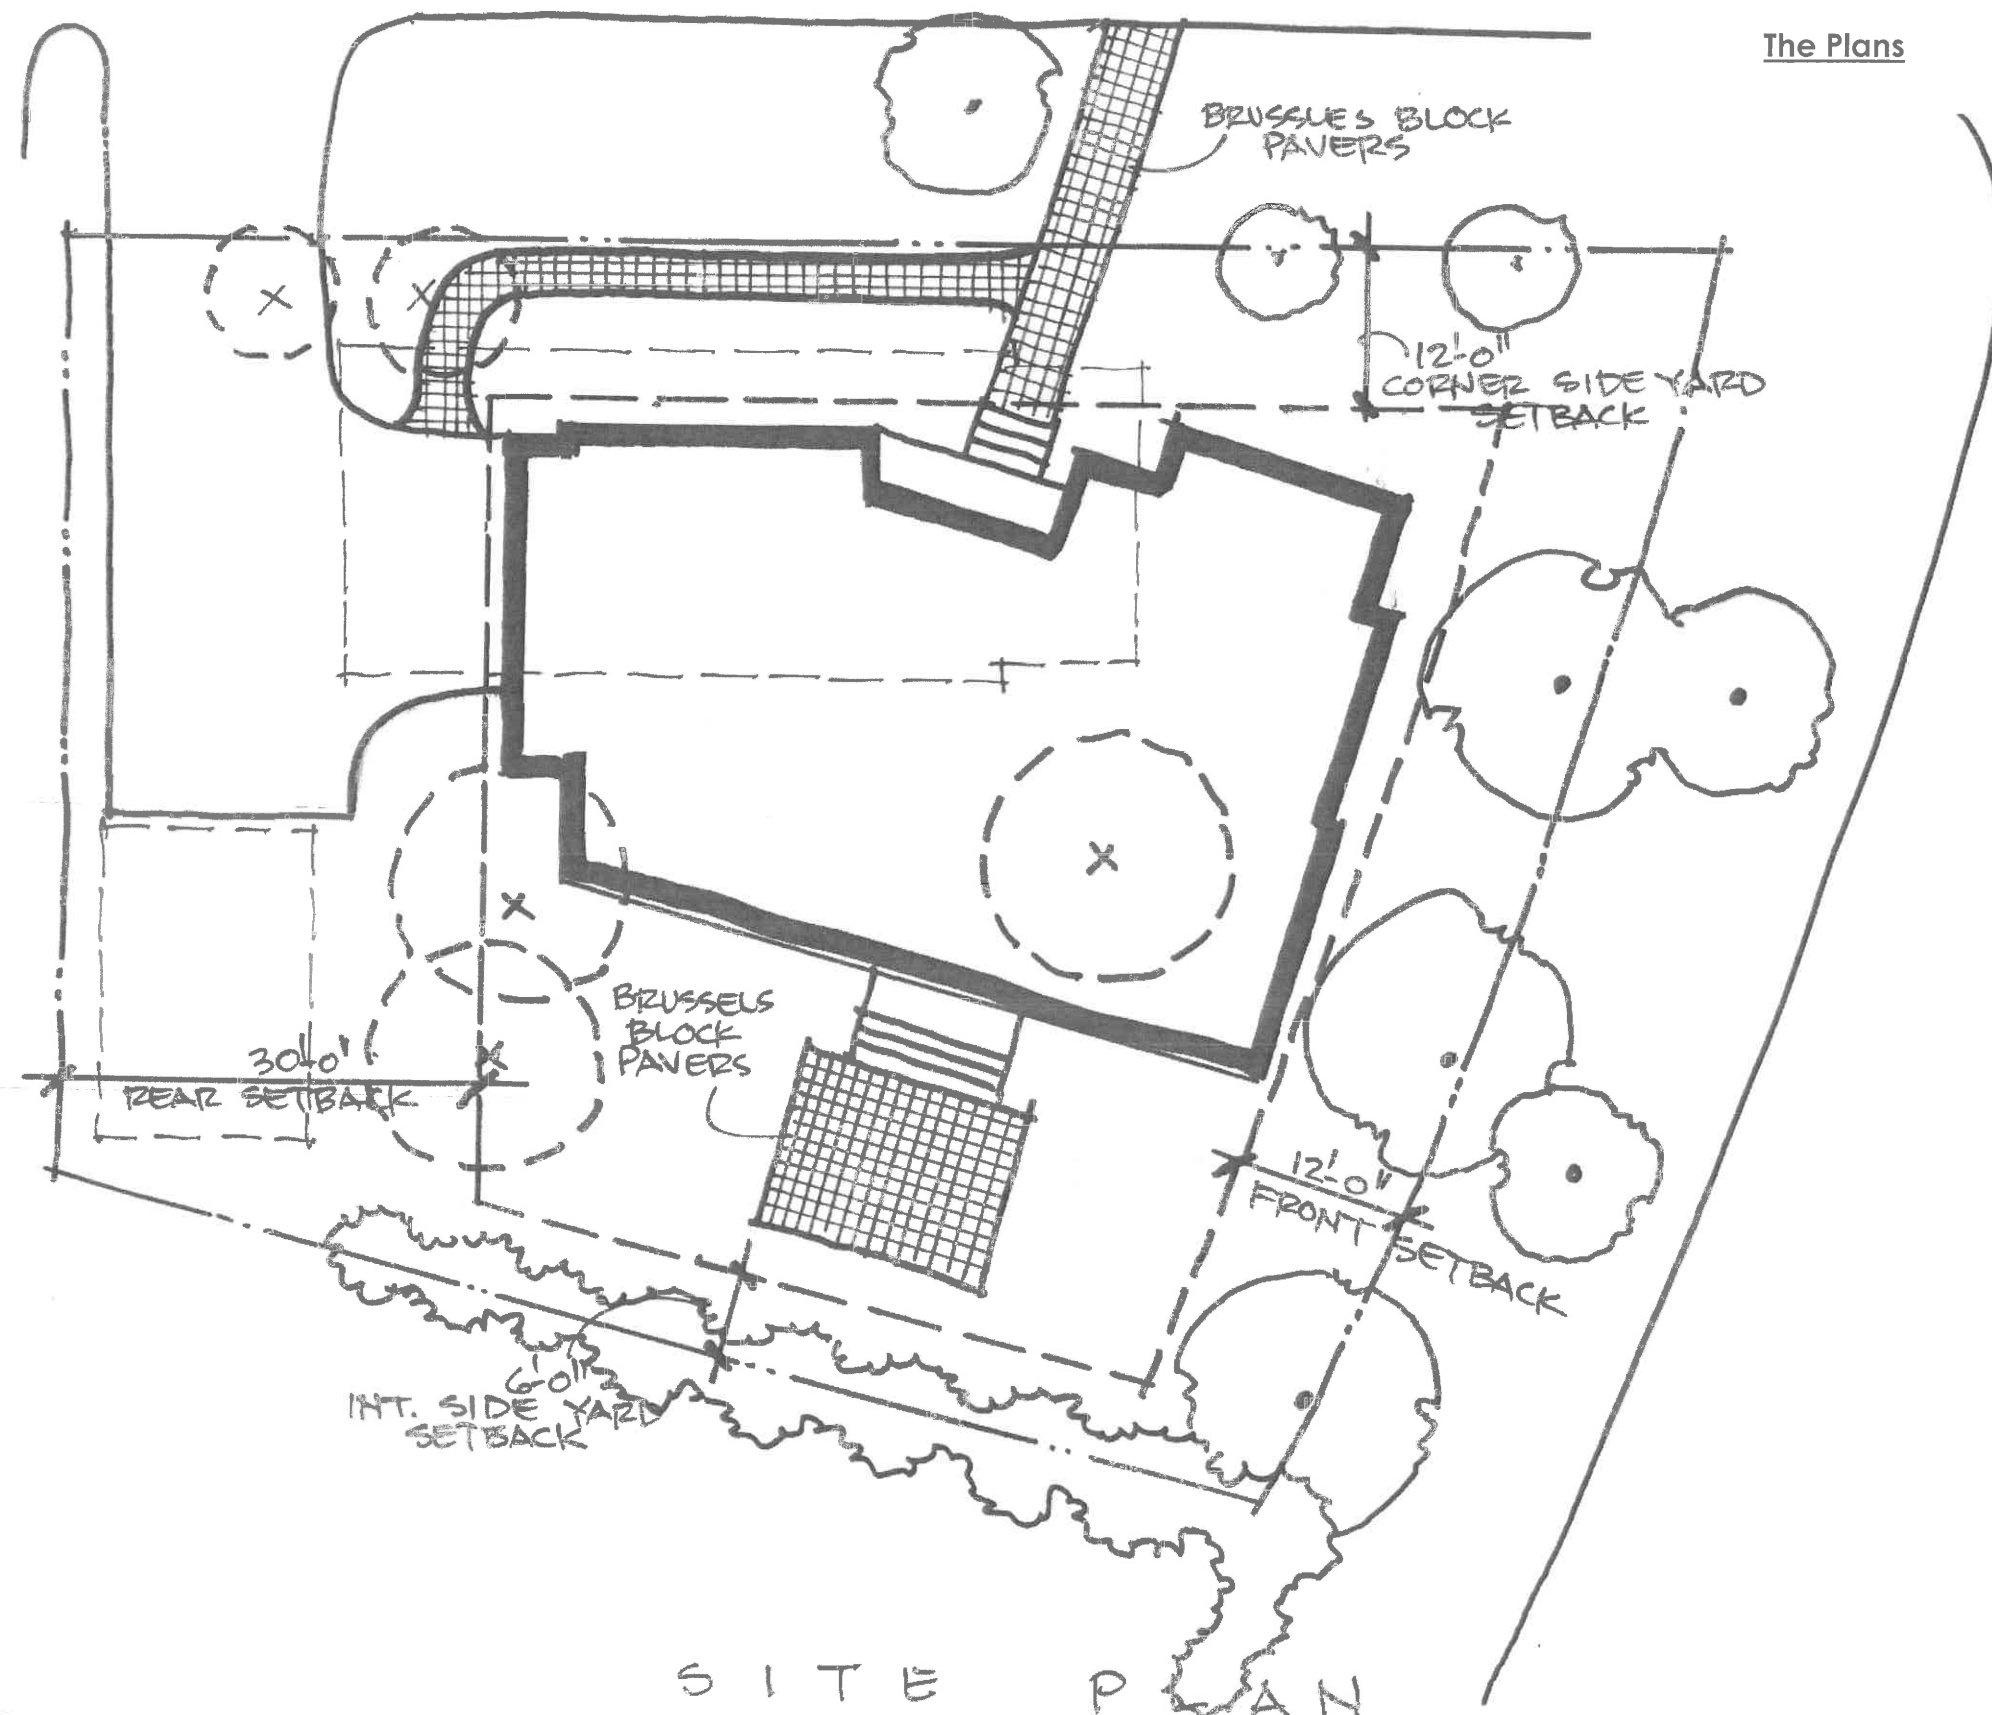 The Plans
BRUSSLES BLOCK
PAVERS
12'-0"
CORNER SIDE YARD
SETBACK
BRUSSELS
BLOCK
PAVERS
30'-0"
REAR SETBACK
12'-0"
FRONT SETBACK
6'-0"
INT. SIDE YARD
SETBACK
SITE PLAN